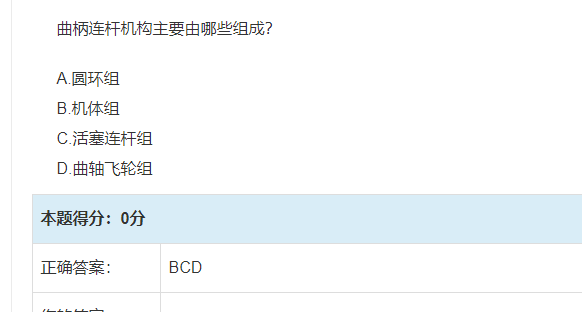 曲柄连杆机构主要由哪些组成?
A.圆环组
B.机体组
C.活塞连杆组
D.曲轴飞轮组
本题得分：0分
正确答案： BCD